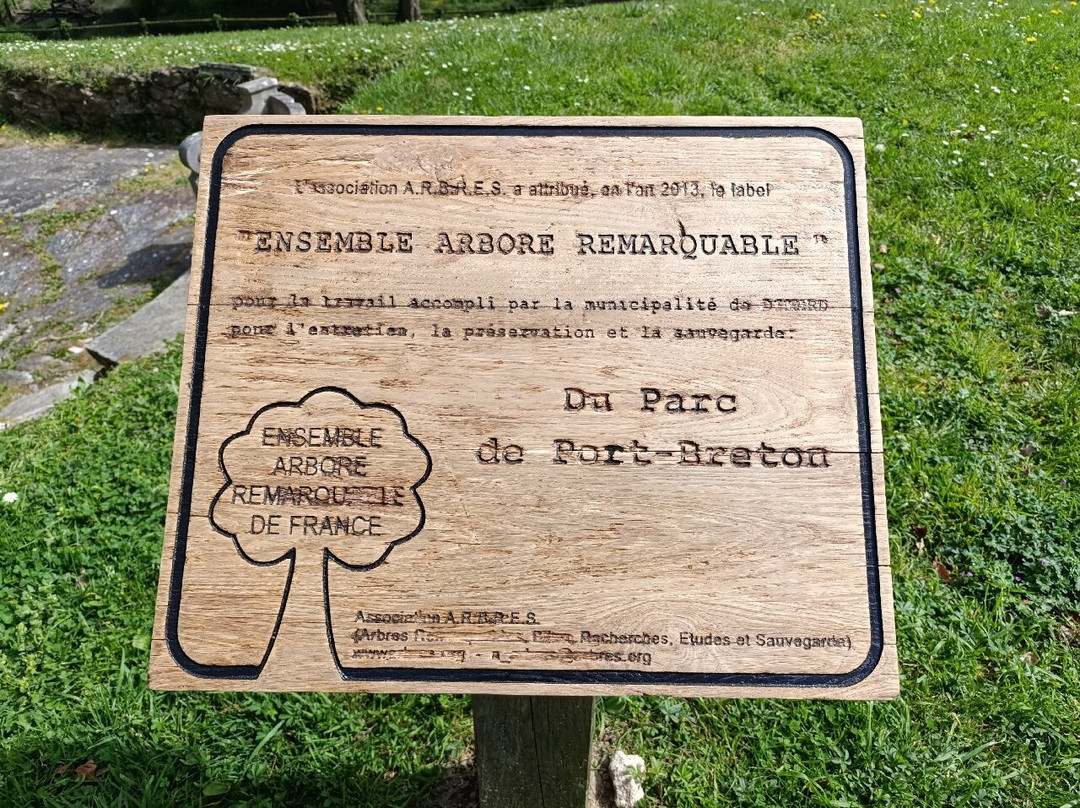 L'association A.R.B.R.E.S. a attribué, en l'an 2013, le label
"ENSEMBLE ARBORE REMARQUABLE"
pour le travail accompli par la municipalité de DINARD
pour l'entretien, la préservation et la sauvegarde:
Du Parc
de Port-Breton
ENSEMBLE
ARBORE
REMARQUABLE
DE FRANCE
Association A.R.B.R.E.S.
(Arbres Recherches, Etudes et Sauvegarde)